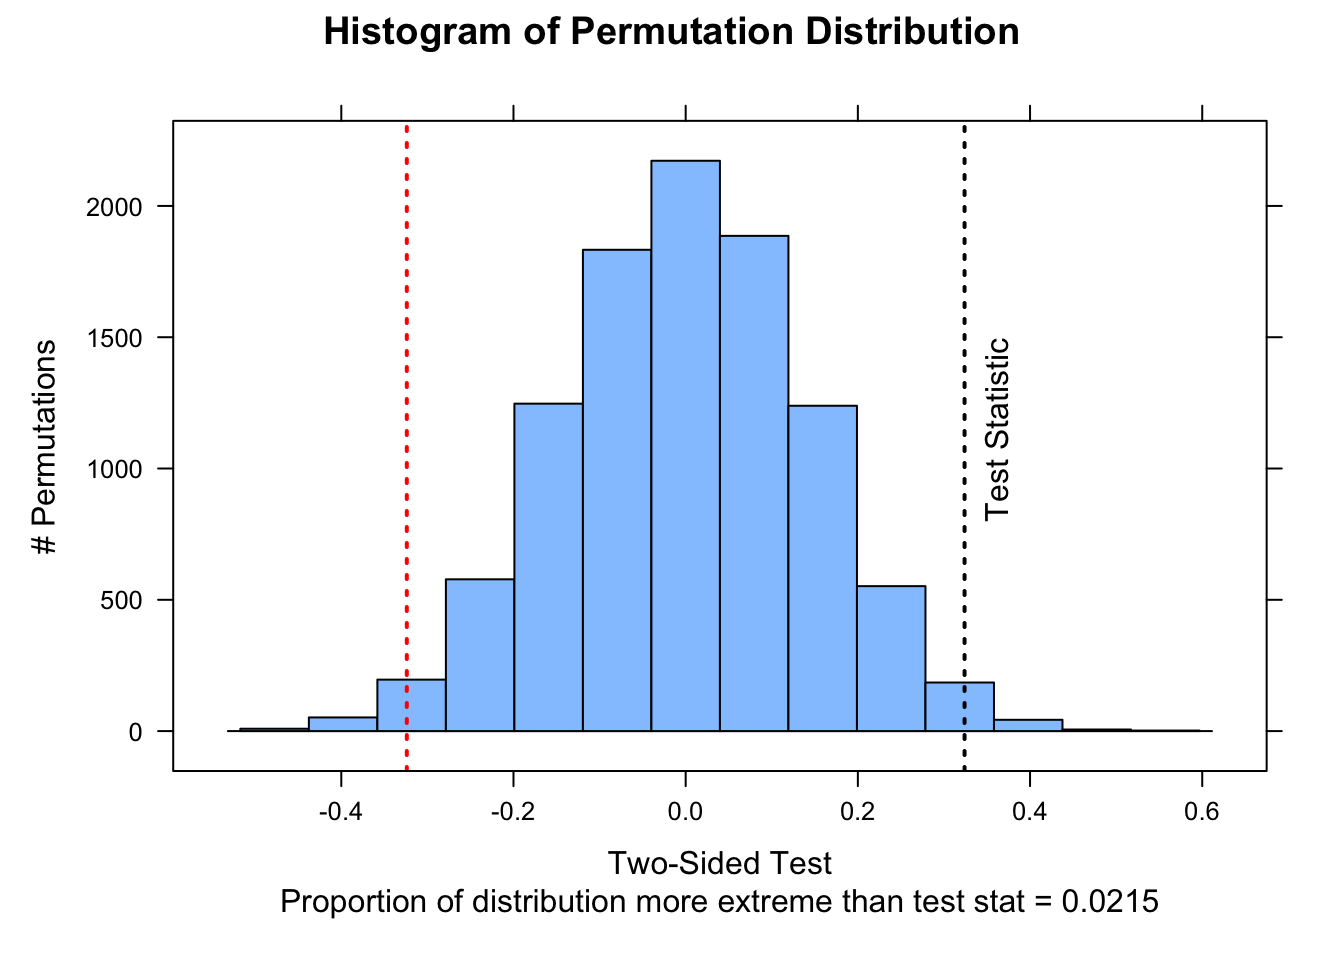 Histogram of Permutation Distribution
# Permutations
2000
1500
1000
500
0
Test Statistic
-0.4 -0.2 0.0 0.2 0.4 0.6
Two-Sided Test
Proportion of distribution more extreme than test stat = 0.0215